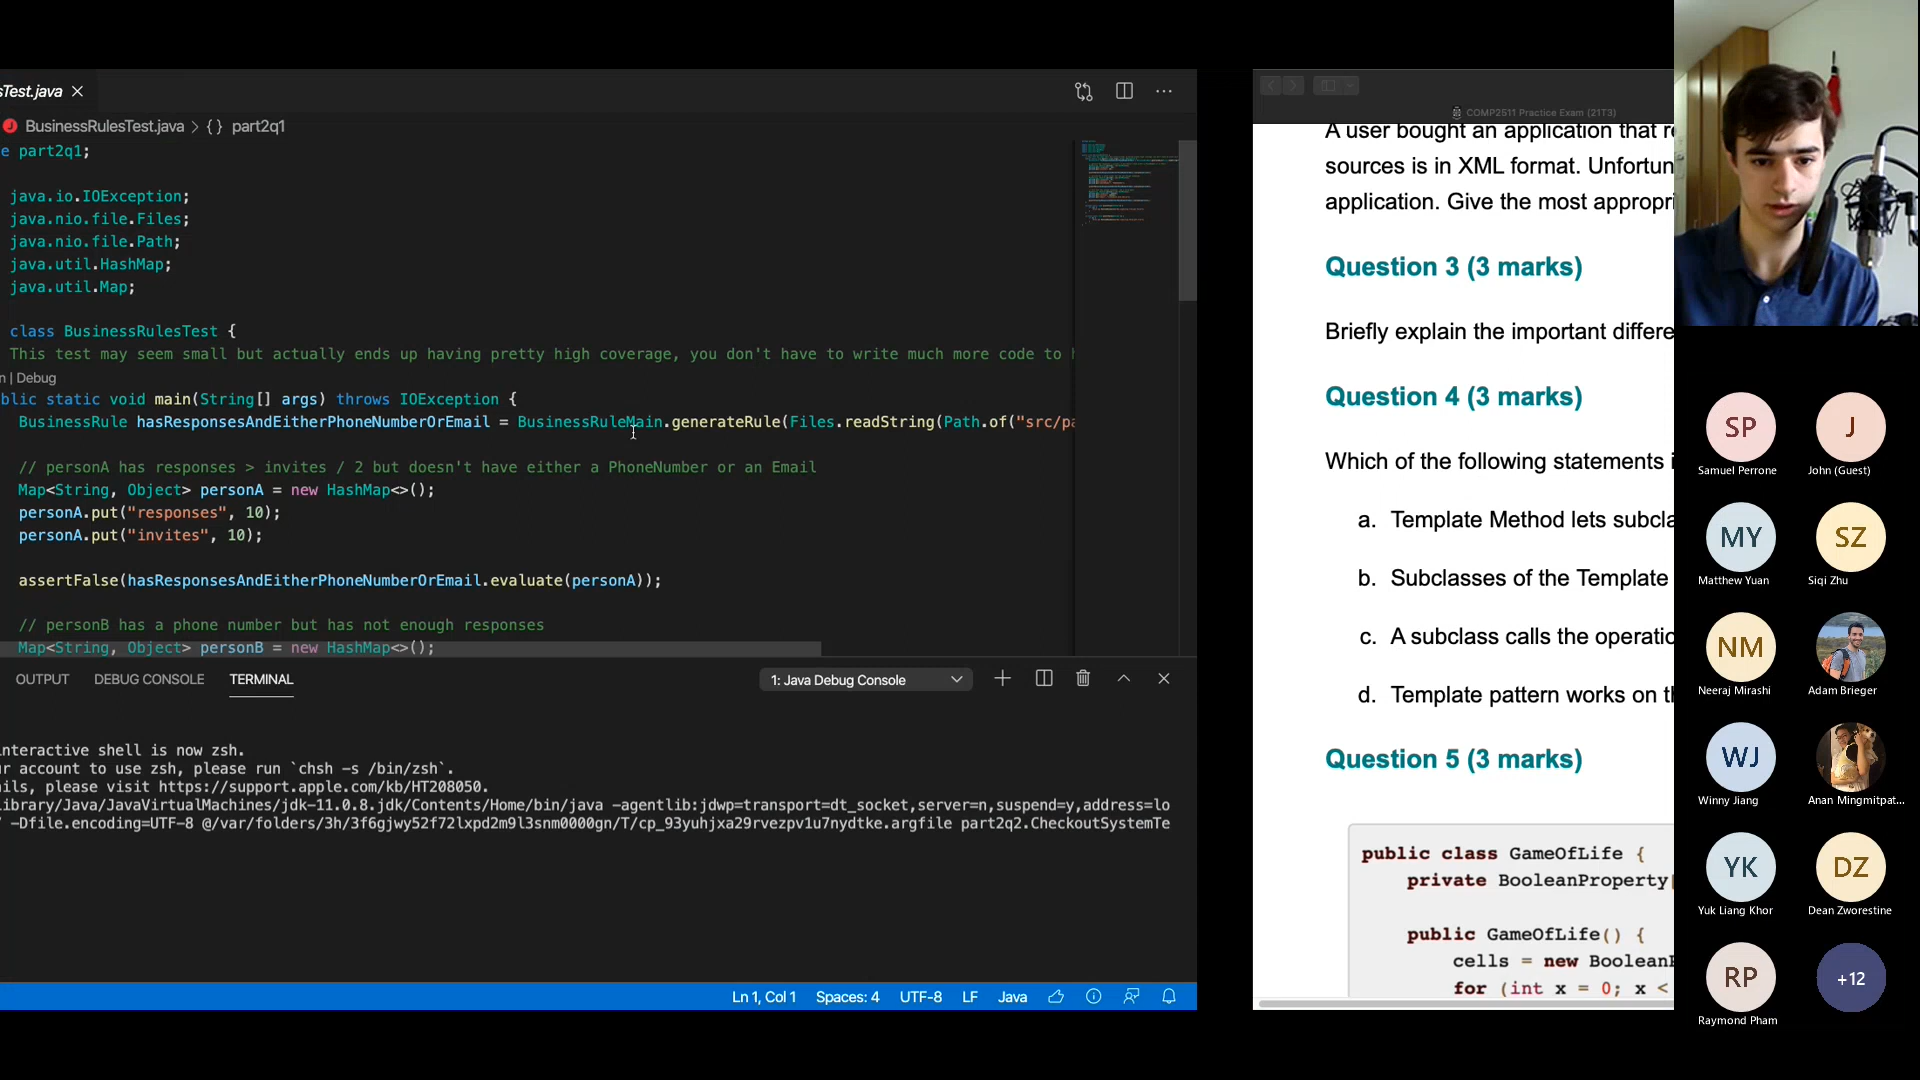 sTest.java
BusinessRulesTest.java > {} part2q1
e part2q1;
java.io.IOException;
java.nio.file.Files;
java.nio.file.Path;
java.util.HashMap;
java.util.Map;
class BusinessRulesTest {
This test may seem small but actually ends up having pretty high coverage, you don't have to write much more code to h
n | Debug
blic static void main(String[] args) throws IOException {
BusinessRule hasResponsesAndEitherPhoneNumberOrEmail = BusinessRuleMain.generateRule(Files.readString(Path.of("src/pa
// personA has responses > invites / 2 but doesn't have either a PhoneNumber or an Email
Map<String, Object> personA = new HashMap<>();
personA.put("responses", 10);
personA.put("invites", 10);
assertFalse(hasResponsesAndEitherPhoneNumberOrEmail.evaluate(personA));
// personB has a phone number but has not enough responses
Map<String, Object> personB = new HashMap<>();
OUTPUT DEBUG CONSOLE TERMINAL 1: Java Debug Console
interactive shell is now zsh.
r account to use zsh, please run `chsh -s /bin/zsh`.
ils, please visit https://support.apple.com/kb/HT208050.
ibrary/Java/JavaVirtualMachines/jdk-11.0.8.jdk/Contents/Home/bin/java -agentlib:jdwp=transport=dt_socket,server=n,suspend=y,address=lo
-Dfile.encoding=UTF-8 @/var/folders/3h/3f6gjwy52f72lxpd2m9l3snm0000gn/T/cp_93yuhjxa29rvezpv1u7nydtke.argfile part2q2.CheckoutSystemTe
Ln 1, Col 1 Spaces: 4 UTF-8 LF Java
COMP2511 Practice Exam (21T3)
A user bought an application that re
sources is in XML format. Unfortun
application. Give the most appropri
Question 3 (3 marks)
Briefly explain the important differe
Question 4 (3 marks)
Which of the following statements i
a. Template Method lets subcla
b. Subclasses of the Template
c. A subclass calls the operatio
d. Template pattern works on th
Question 5 (3 marks)
public class GameOfLife {
private BooleanProperty[
public GameOfLife() {
cells = new BooleanP
for (int x = 0; x <
SP J
Samuel Perrone John (Guest)
MY SZ
Matthew Yuan Siqi Zhu
NM
Neeraj Mirashi Adam Brieger
WJ
Winny Jiang Anan Mingmitpat...
YK DZ
Yuk Liang Khor Dean Zworestine
RP +12
Raymond Pham